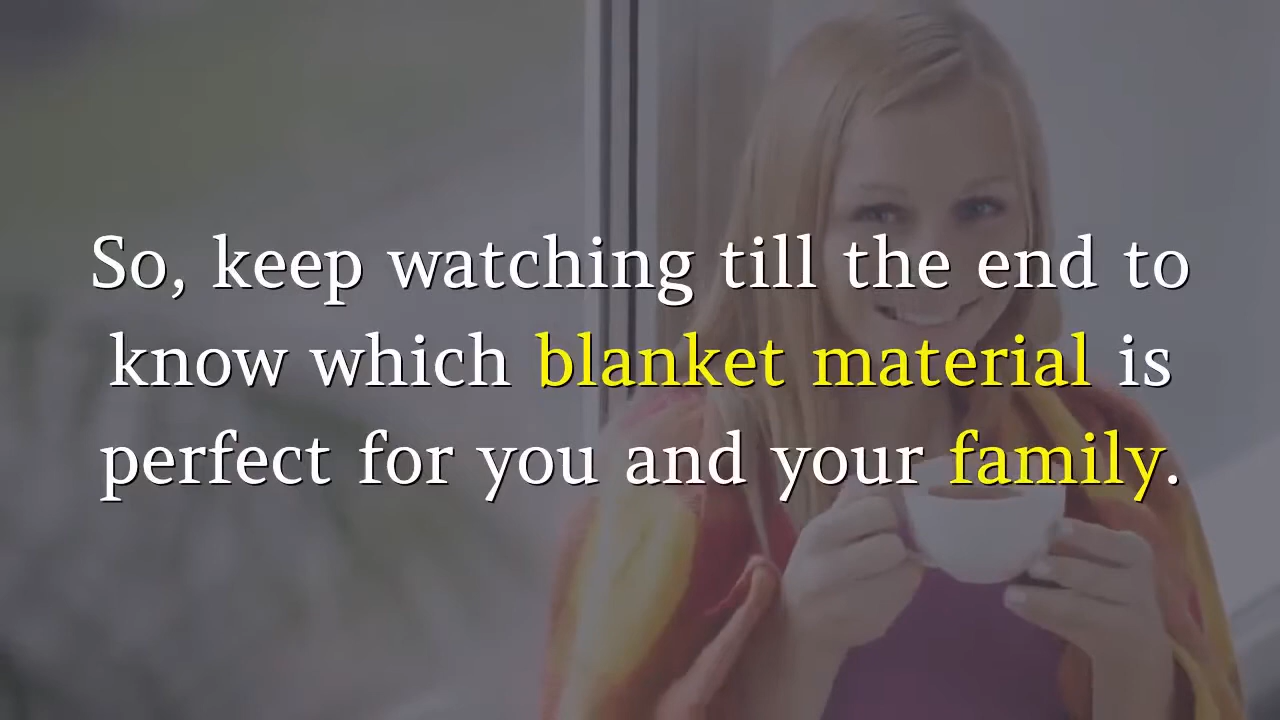 So, keep watching till the end to
know which blanket material is
perfect for you and your family.